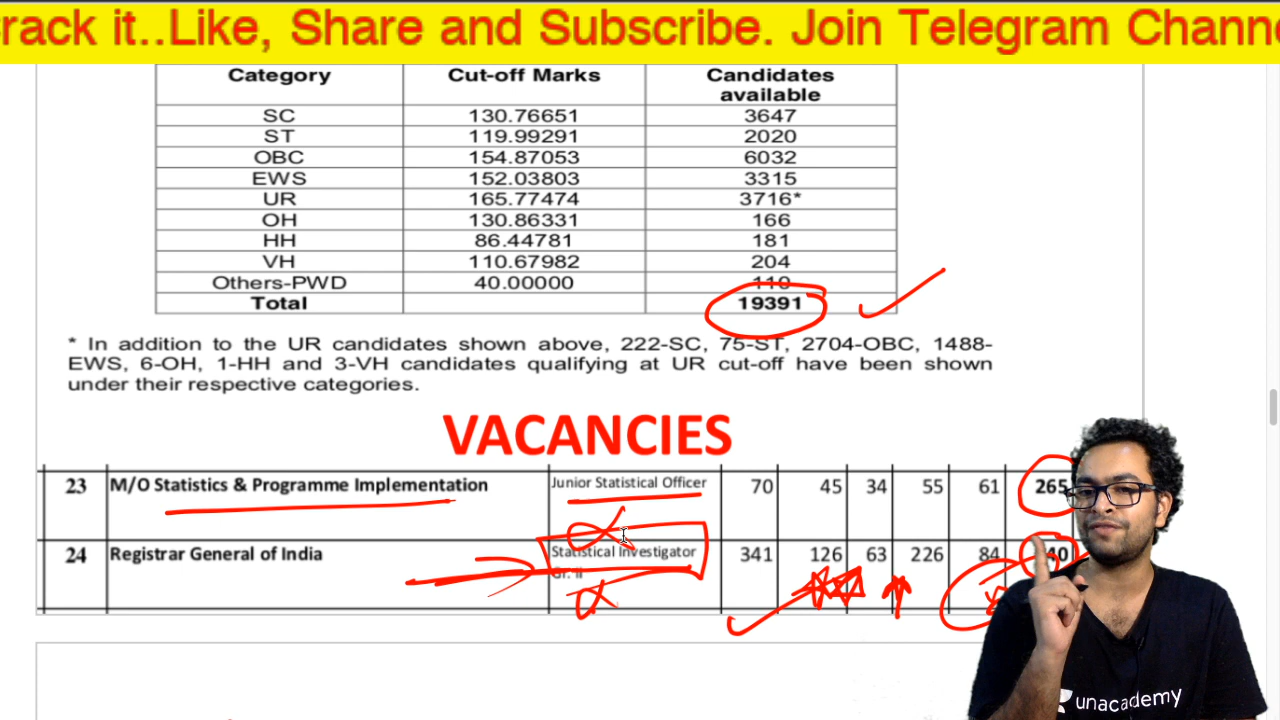 rack it..Like, Share and Subscribe. Join Telegram Chann
Category Cut-off Marks Candidates available
SC 130.76651 3647
ST 119.99291 2020
OBC 154.87053 6032
EWS 152.03803 3315
UR 165.77474 3716*
OH 130.86331 166
HH 86.44781 181
VH 110.67982 204
Others-PWD 40.00000 110
Total 19391
* In addition to the UR candidates shown above, 222-SC, 75-ST, 2704-OBC, 1488-
EWS, 6-OH, 1-HH and 3-VH candidates qualifying at UR cut-off have been shown
under their respective categories.
VACANCIES
23 M/O Statistics & Programme Implementation Junior Statistical Officer 70 45 34 55 61 265
24 Registrar General of India Statistical Investigator 341 126 63 226 84 40
Gr. II
unacademy